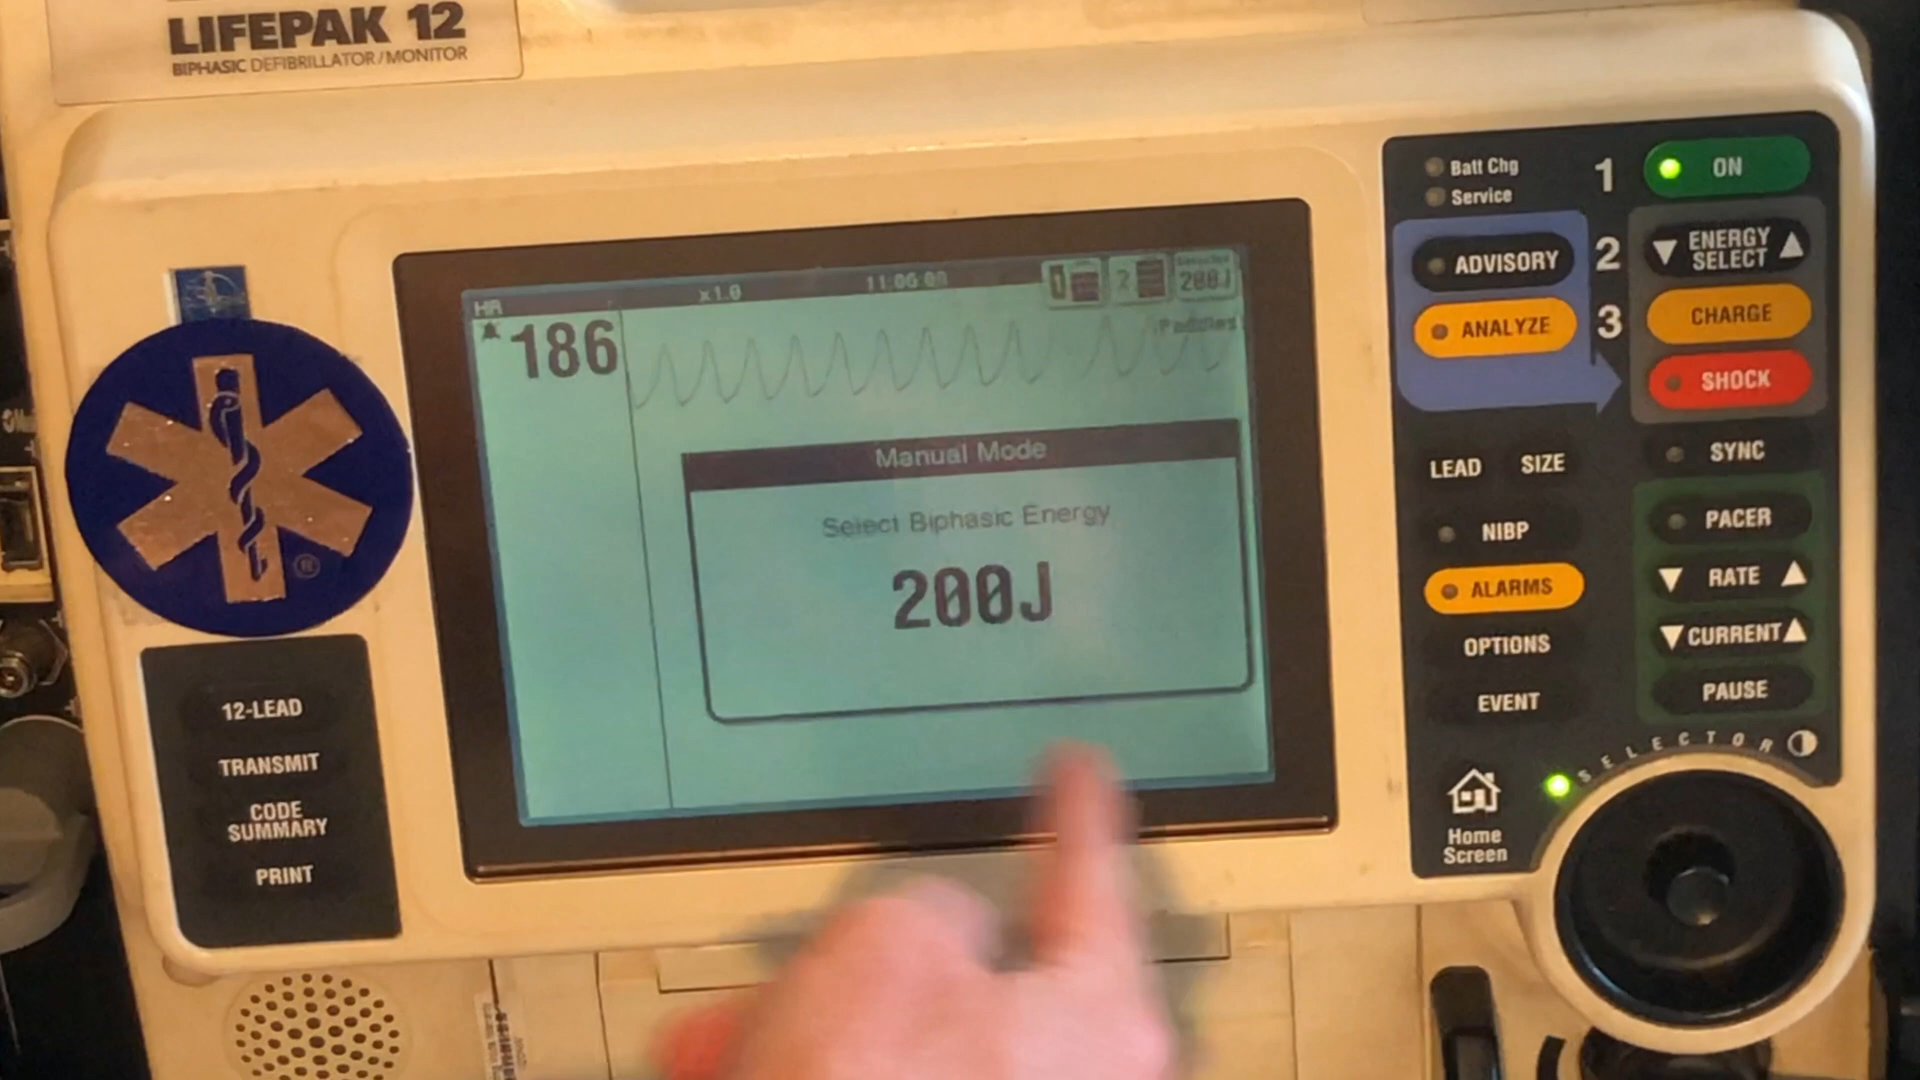 LIFEPAK 12
BIPHASIC DEFIBRILLATOR/MONITOR
Batt Chg
Service
1
ON
ADVISORY
2
ENERGY
SELECT
ANALYZE
3
CHARGE
SHOCK
HR
x1.0
11:06
1
2
200J
186
Paddles
Manual Mode
Select Biphasic Energy
200J
LEAD
SIZE
SYNC
NIBP
PACER
ALARMS
RATE
OPTIONS
CURRENT
EVENT
PAUSE
SELECTOR
Home
Screen
®
12-LEAD
TRANSMIT
CODE
SUMMARY
PRINT